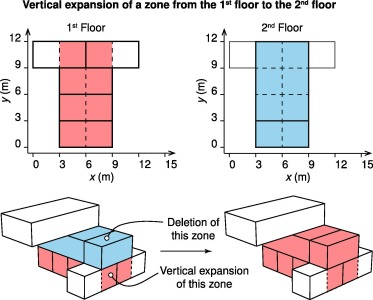 Vertical expansion of a zone from the 1st floor to the 2nd floor
1st Floor
2nd Floor
12
9
6
3
0
y (m)
0 3 6 9 12 15
x (m)
12
9
6
3
0
y (m)
0 3 6 9 12 15
x (m)
Deletion of
this zone
Vertical expansion
of this zone